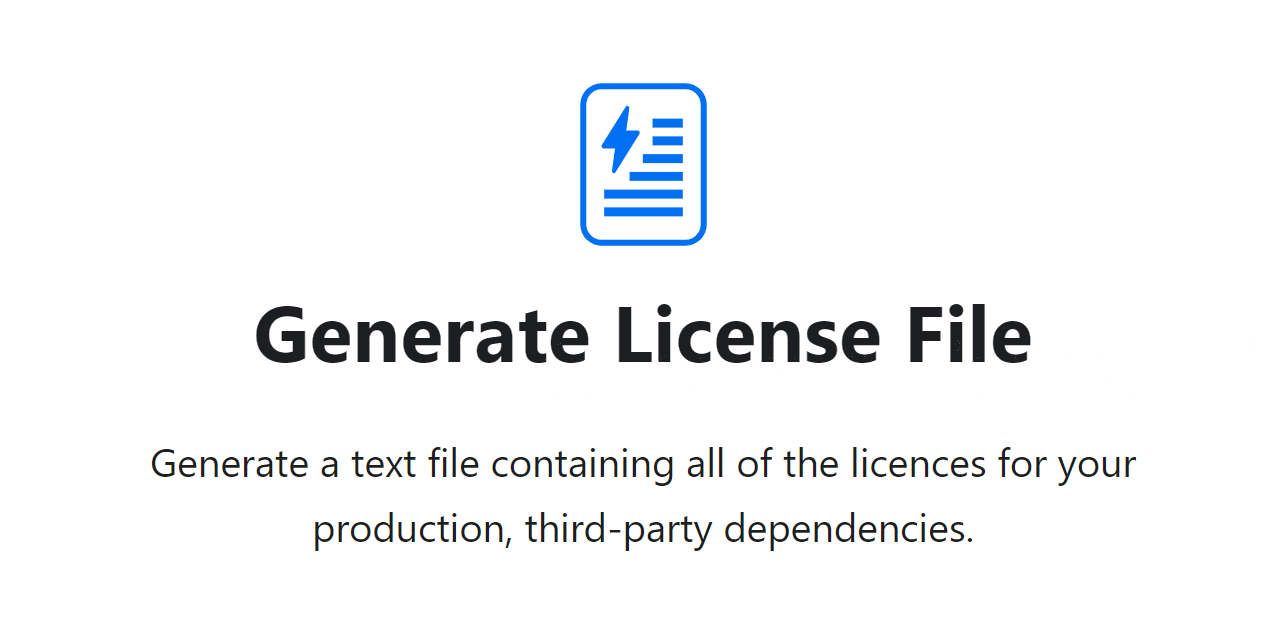 Generate License File
Generate a text file containing all of the licences for your
production, third-party dependencies.